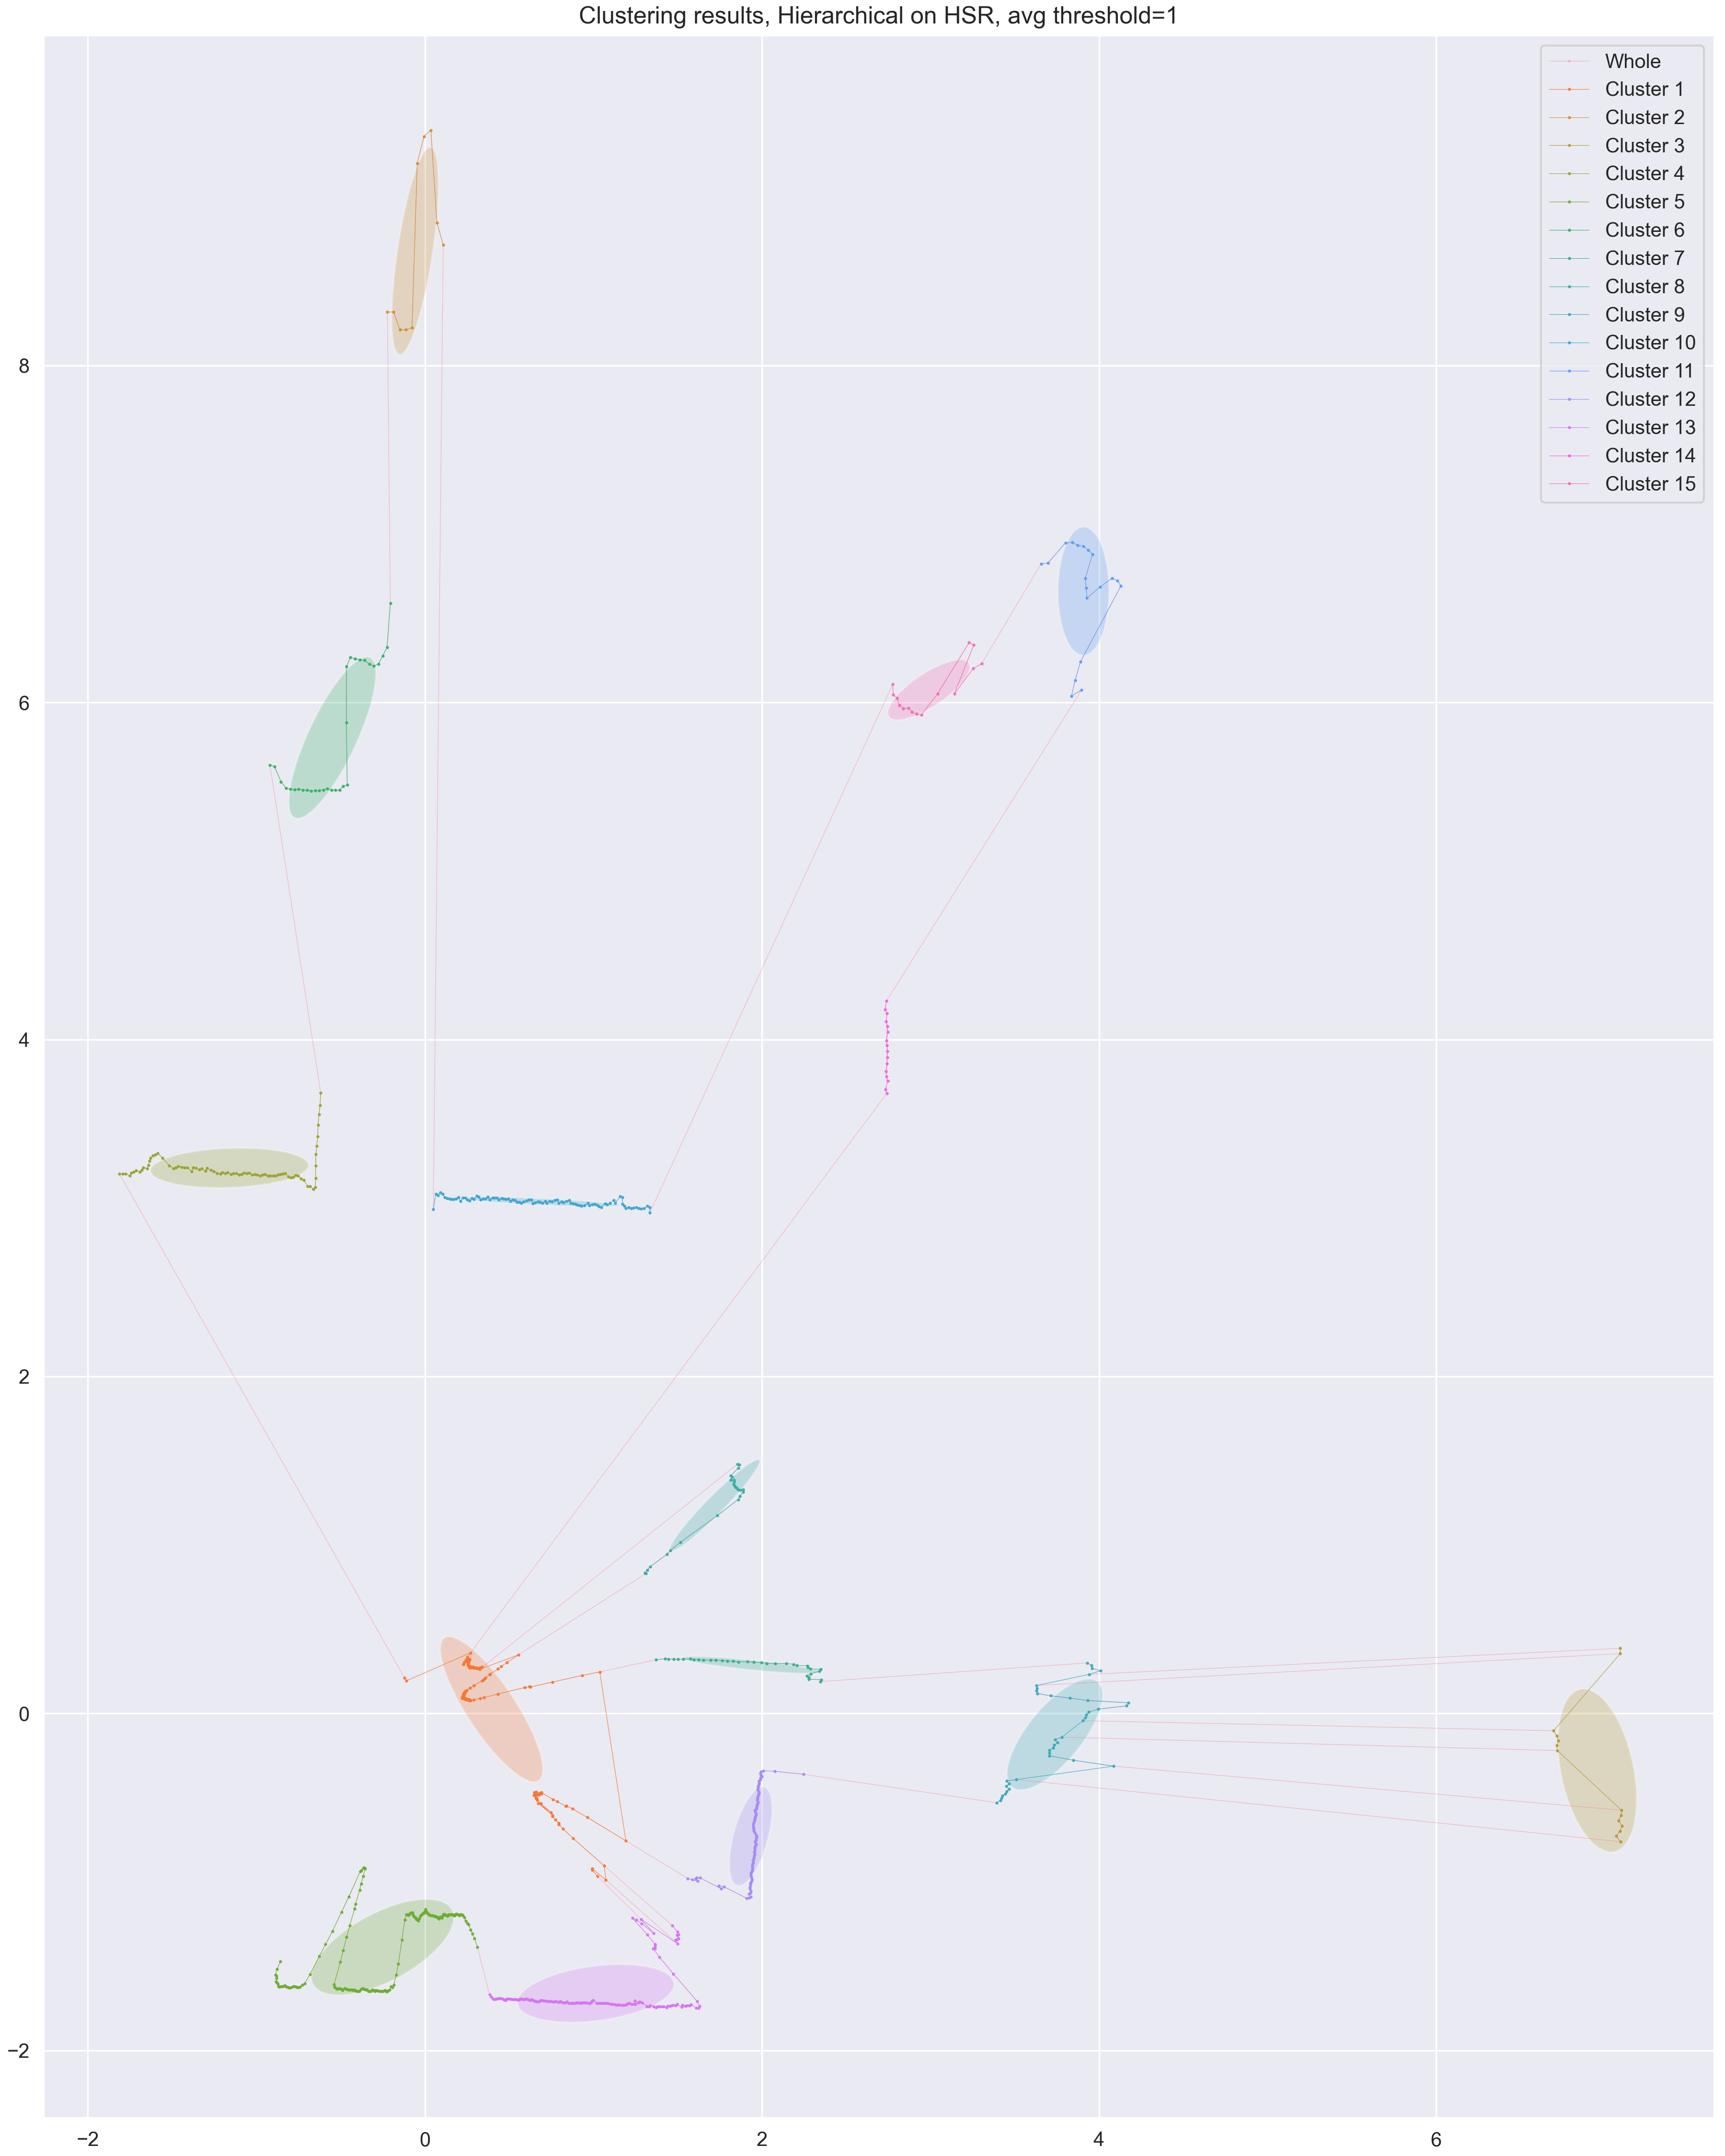 Clustering results, Hierarchical on HSR, avg threshold=1
Whole
Cluster 1
Cluster 2
Cluster 3
Cluster 4
Cluster 5
Cluster 6
Cluster 7
Cluster 8
Cluster 9
Cluster 10
Cluster 11
Cluster 12
Cluster 13
Cluster 14
Cluster 15
8
6
4
2
0
−2
−2 0 2 4 6